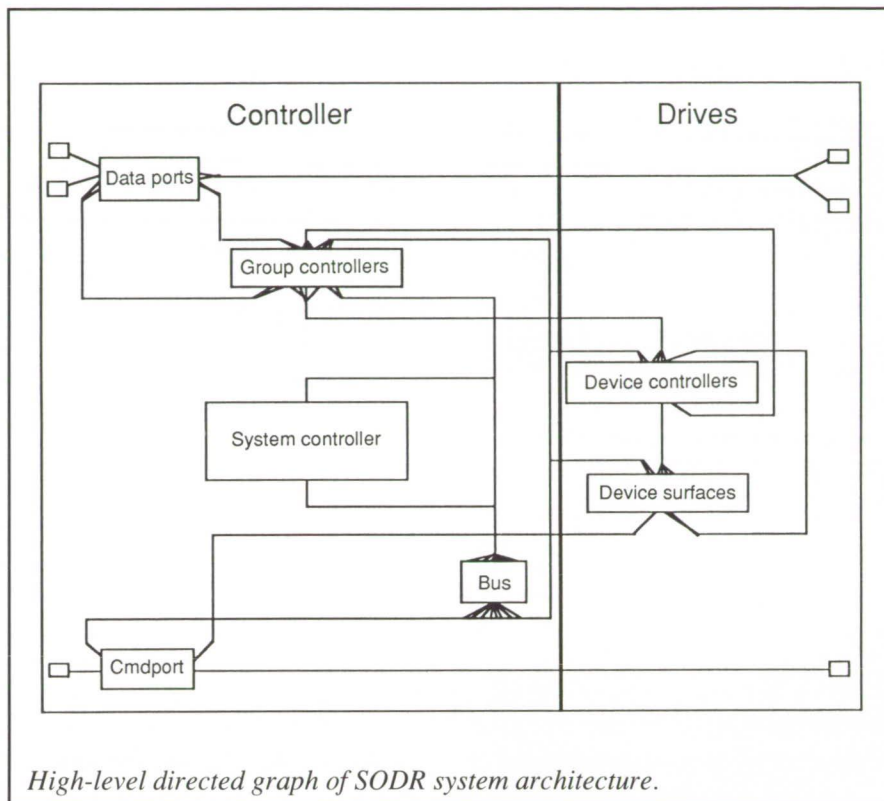 Controller
Drives
Data ports
Group controllers
Device controllers
System controller
Device surfaces
Bus
Cmdport
High-level directed graph of SODR system architecture.